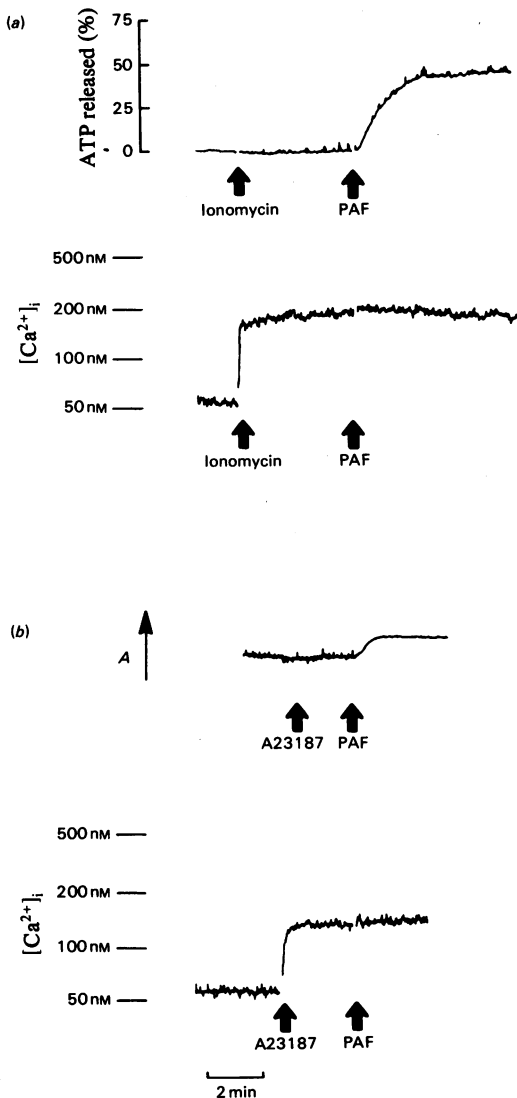 (a)
ATP released (%)
75
50
25
0
Ionomycin PAF
[Ca2+]i
500 nM
200 nM
100 nM
50 nM
Ionomycin PAF
(b)
A
A23187 PAF
[Ca2+]i
500 nM
200 nM
100 nM
50 nM
A23187 PAF
2 min